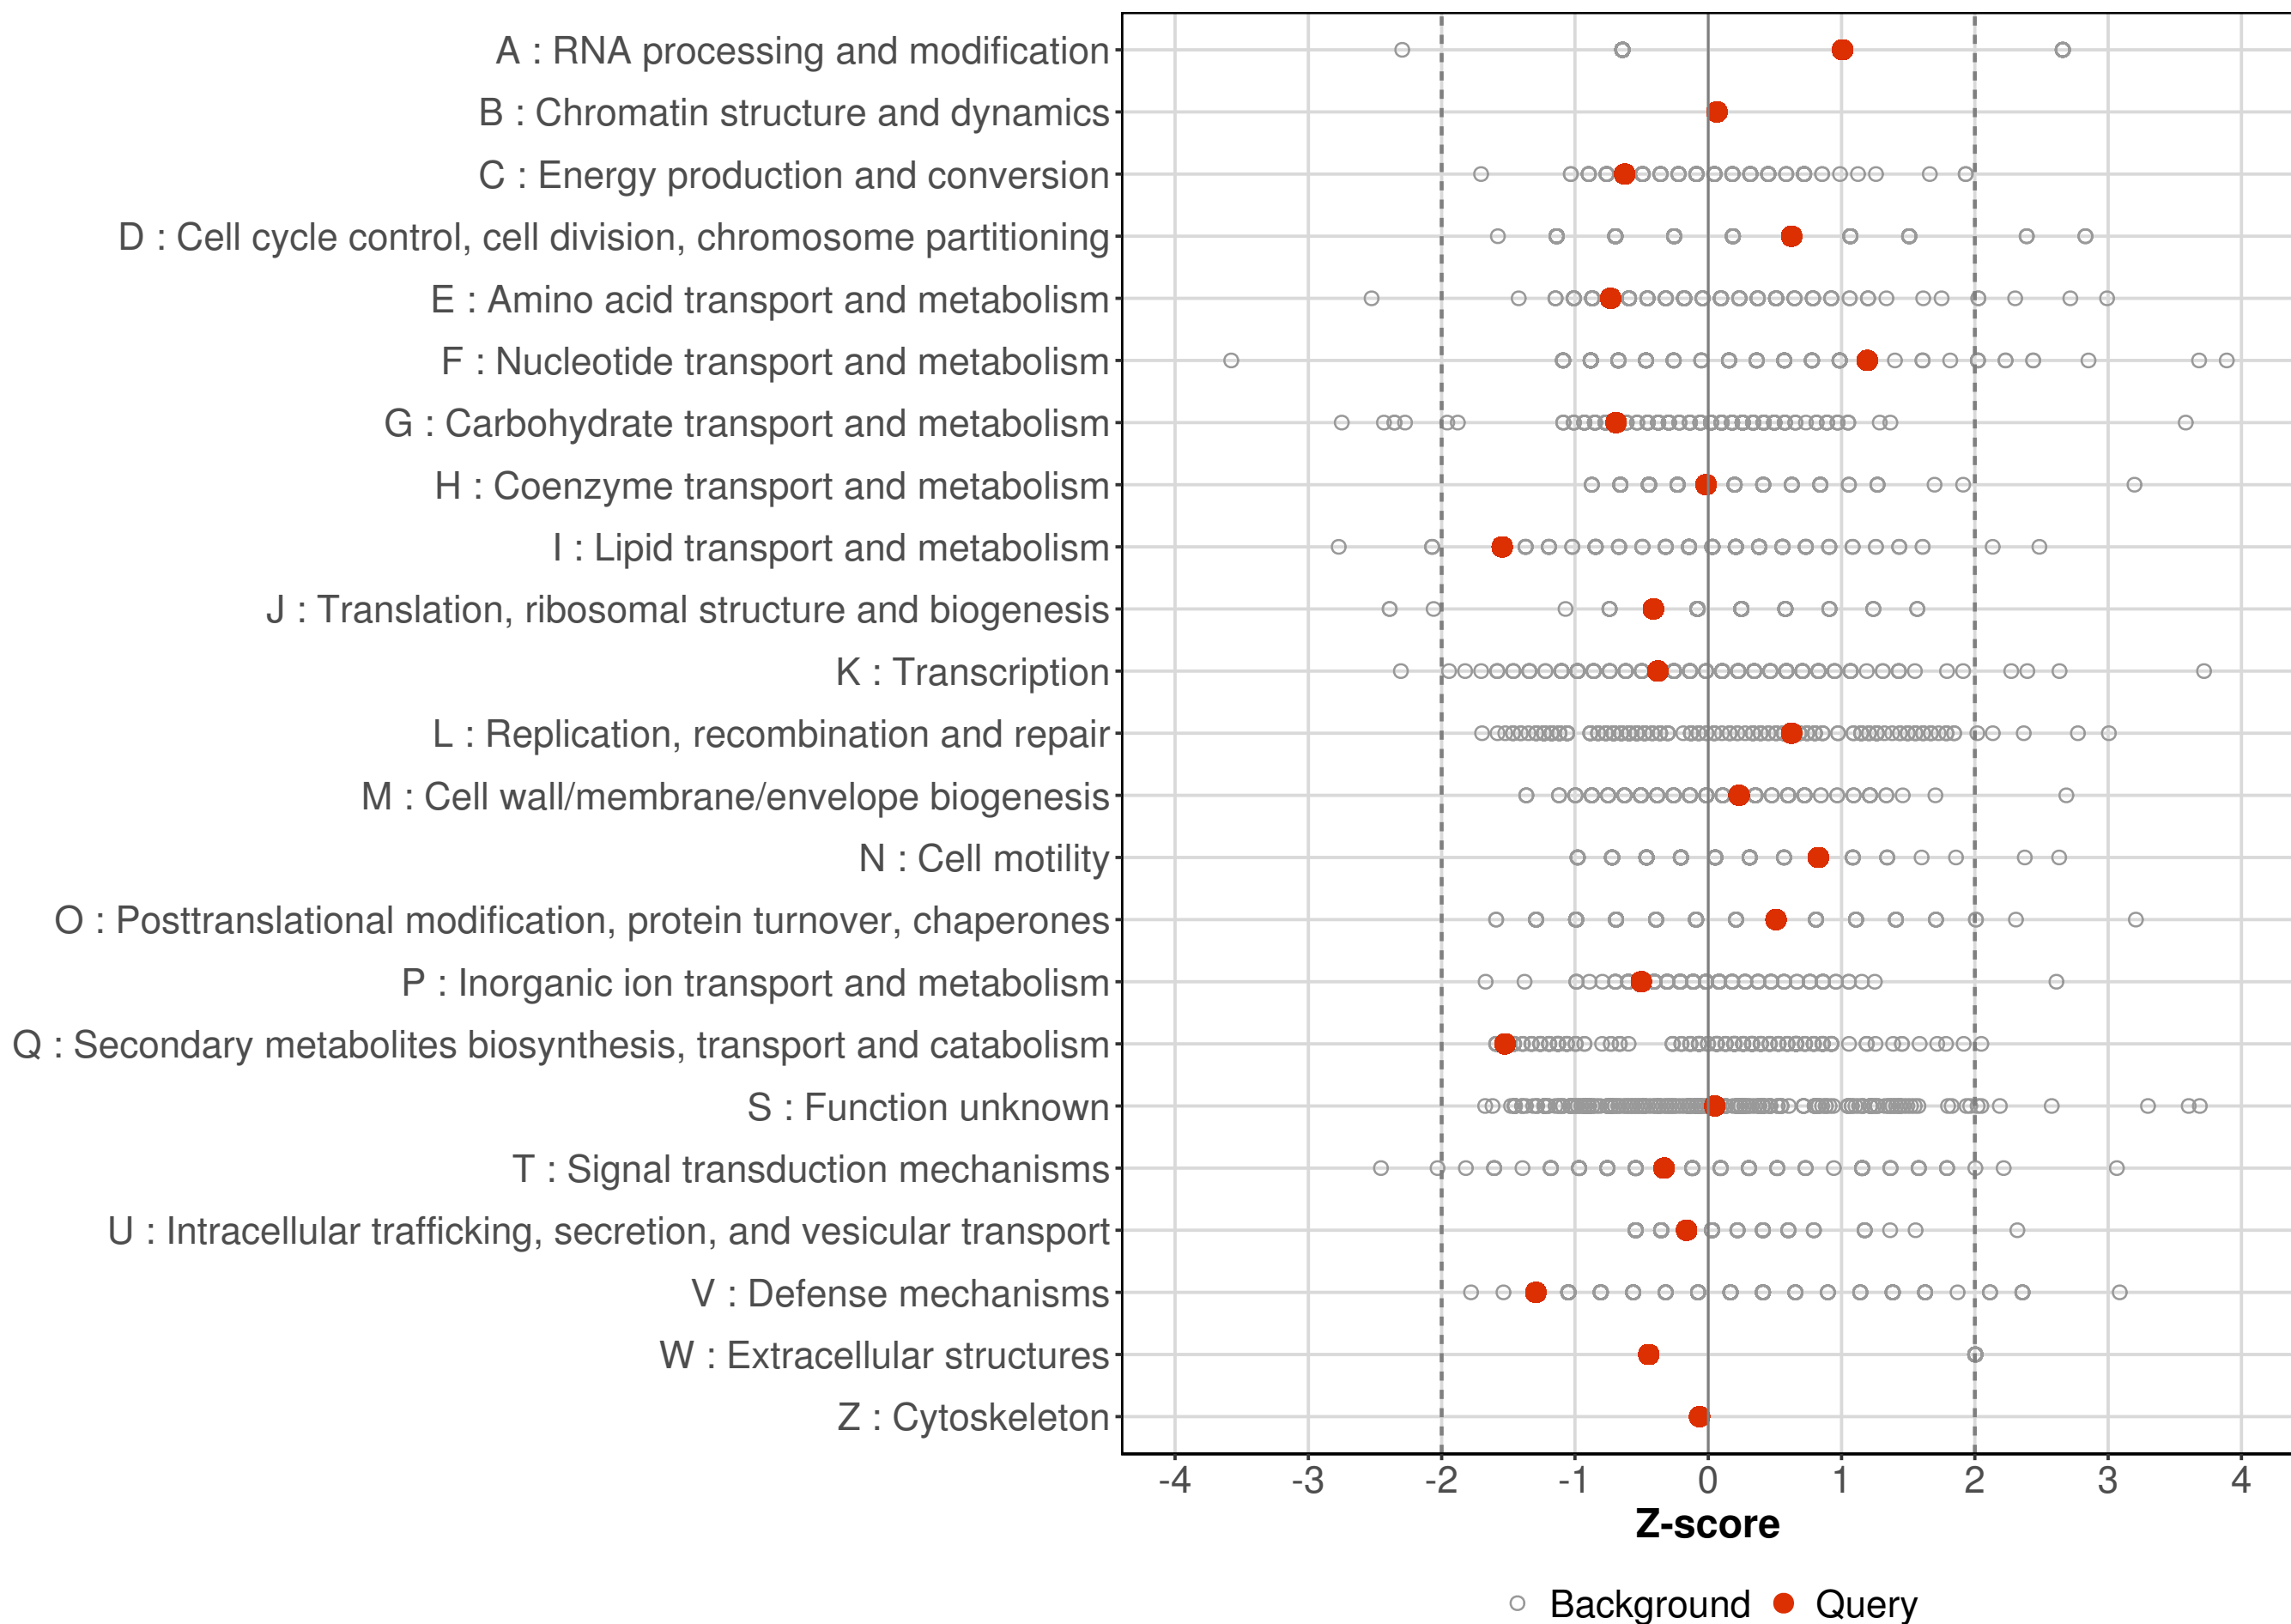 A : RNA processing and modification
B : Chromatin structure and dynamics
C : Energy production and conversion
D : Cell cycle control, cell division, chromosome partitioning
E : Amino acid transport and metabolism
F : Nucleotide transport and metabolism
G : Carbohydrate transport and metabolism
H : Coenzyme transport and metabolism
I : Lipid transport and metabolism
J : Translation, ribosomal structure and biogenesis
K : Transcription
L : Replication, recombination and repair
M : Cell wall/membrane/envelope biogenesis
N : Cell motility
O : Posttranslational modification, protein turnover, chaperones
P : Inorganic ion transport and metabolism
Q : Secondary metabolites biosynthesis, transport and catabolism
S : Function unknown
T : Signal transduction mechanisms
U : Intracellular trafficking, secretion, and vesicular transport
V : Defense mechanisms
W : Extracellular structures
Z : Cytoskeleton
-4 -3 -2 -1 0 1 2 3 4
Z-score
Background Query